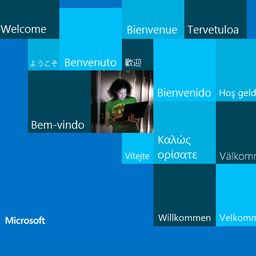 Welcome
Bienvenue
Tervetuloa
ようこそ
Benvenuto
歡迎
Bienvenido
Hoş geld
Bem-vindo
Vítejte
Καλώς
ορίσατε
Välkomm
Willkommen
Velkomm
Microsoft